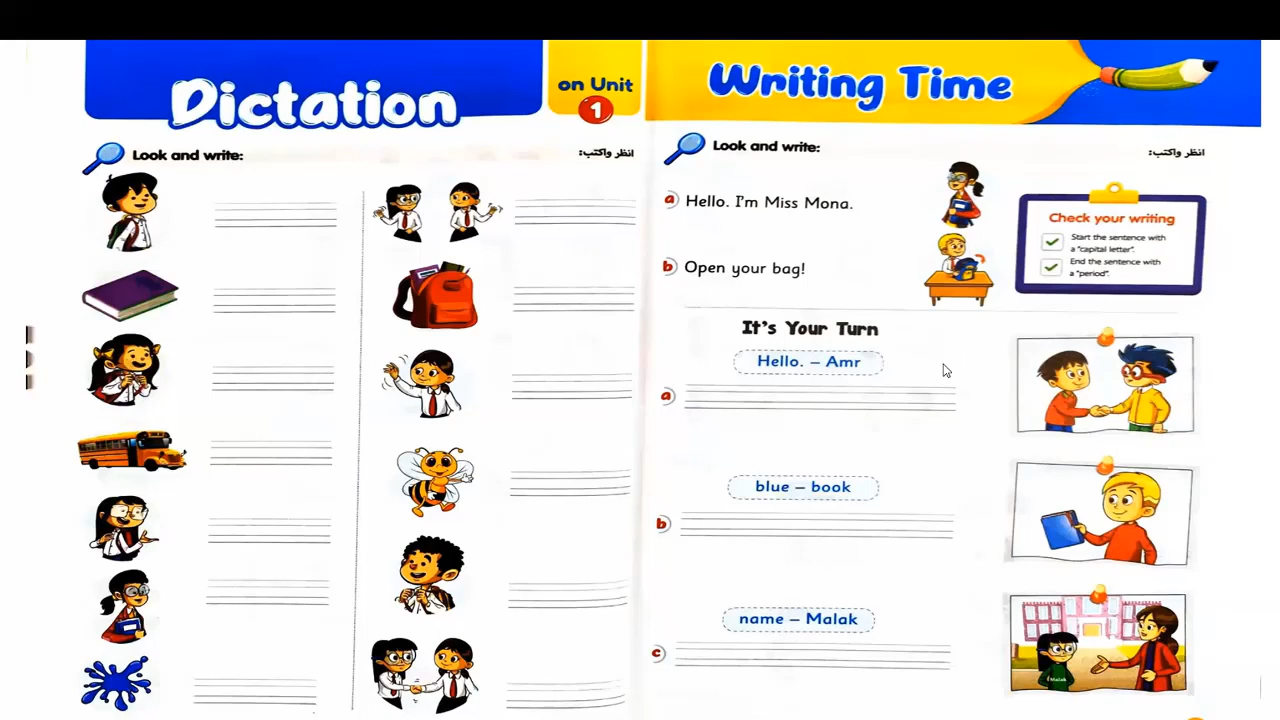 Dictation
on Unit
1
Look and write:
انظر واكتب:
Writing Time
Look and write:
انظر واكتب:
a Hello. I'm Miss Mona.
b Open your bag!
Check your writing
Start the sentence with
a "capital letter".
End the sentence with
a "period".
It's Your Turn
Hello. – Amr
a
blue – book
b
name – Malak
c
Malak